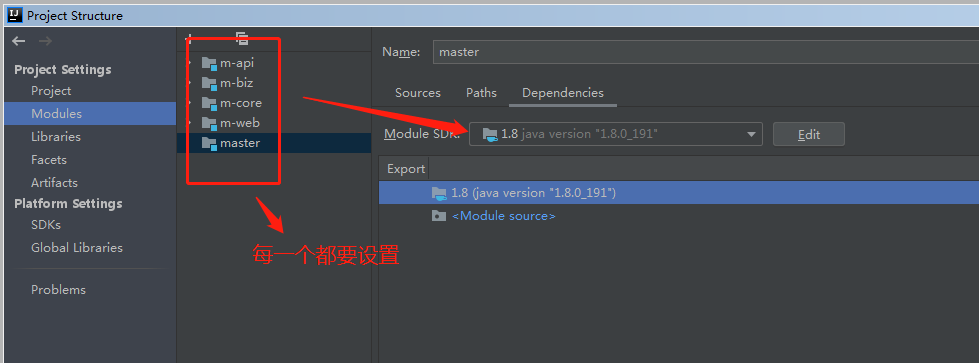 Project Structure
Project Settings
Project
Modules
Libraries
Facets
Artifacts
Platform Settings
SDKs
Global Libraries
Problems
m-api
m-biz
m-core
m-web
master
每一个都要设置
Name: master
Sources Paths Dependencies
Module SDK: 1.8 java version "1.8.0_191" Edit
Export
1.8 (java version "1.8.0_191")
<Module source>